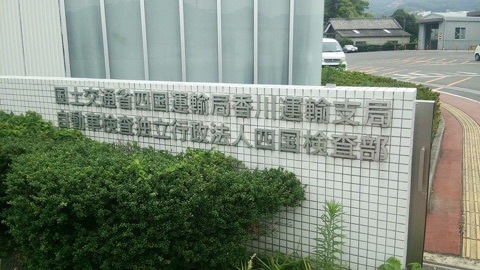 国土交通省四国運輸局香川運輸支局
自動車検査独立行政法人四国検査部